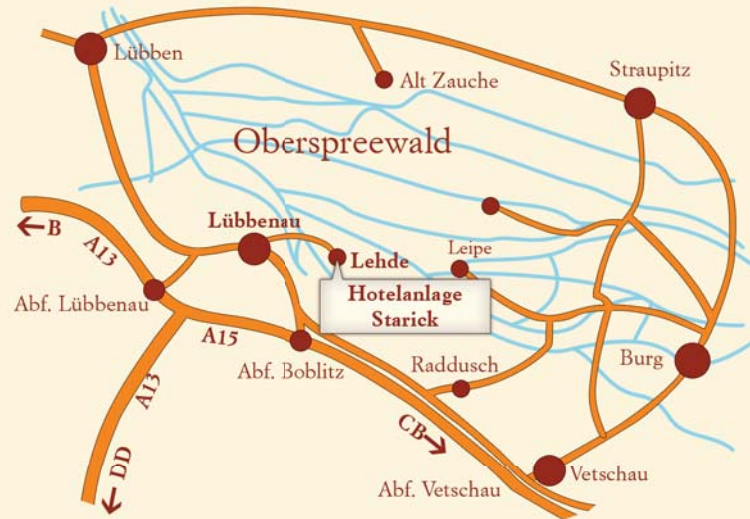 Lübben
Alt Zauche
Straupitz
Oberspreewald
B
A13
Lübbenau
Lehde
Leipe
Hotelanlage
Starick
Abf. Lübbenau
A15
Abf. Boblitz
Raddusch
Burg
A13
DD
CB
Abf. Vetschau
Vetschau